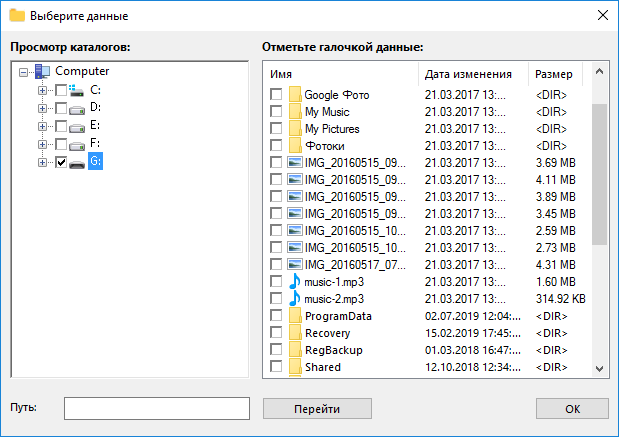 Выберите данные
Просмотр каталогов:
Отметьте галочкой данные:
Computer
C:
D:
E:
F:
G:
Имя Дата изменения Размер
Google Фото 21.03.2017 13:... <DIR>
My Music 21.03.2017 13:... <DIR>
My Pictures 21.03.2017 13:... <DIR>
Фотоки 21.03.2017 13:... <DIR>
IMG_20160515_09... 21.03.2017 13:... 3.69 MB
IMG_20160515_09... 21.03.2017 13:... 4.11 MB
IMG_20160515_09... 21.03.2017 13:... 3.89 MB
IMG_20160515_09... 21.03.2017 13:... 3.45 MB
IMG_20160515_10... 21.03.2017 13:... 2.59 MB
IMG_20160515_10... 21.03.2017 13:... 2.73 MB
IMG_20160517_07... 21.03.2017 13:... 4.31 MB
music-1.mp3 21.03.2017 13:... 1.60 MB
music-2.mp3 21.03.2017 13:... 314.92 KB
ProgramData 02.07.2019 12:04:... <DIR>
Recovery 15.02.2019 17:45:... <DIR>
RegBackup 01.03.2018 16:47:... <DIR>
Shared 12.10.2018 12:34:... <DIR>
Путь:
Перейти
OK